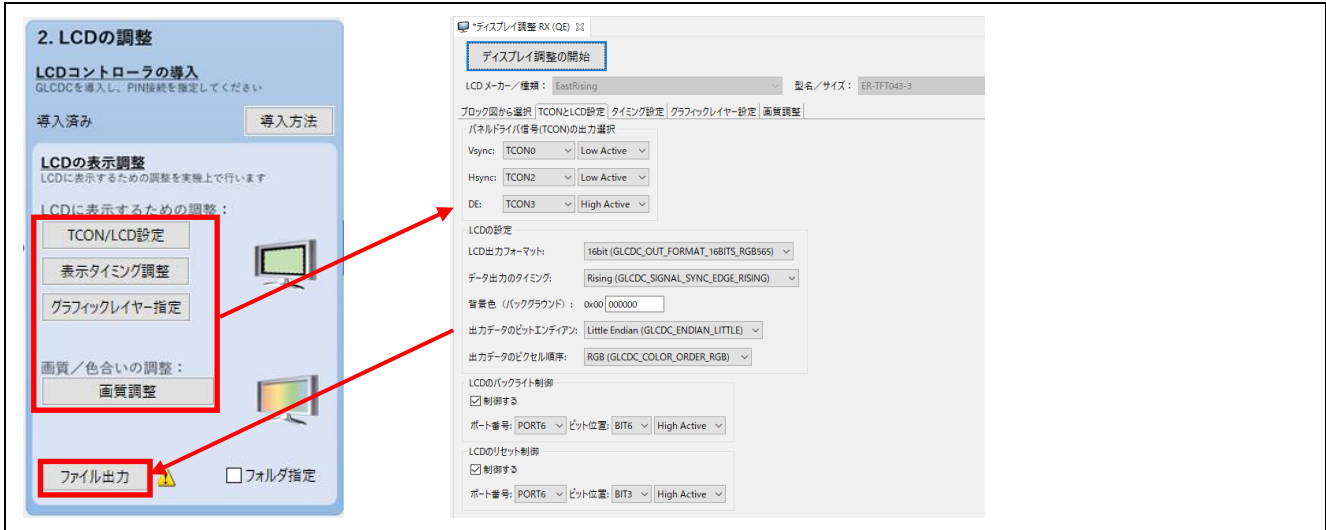 2. LCDの調整
LCDコントローラの導入
GLCDCを導入し、PIN接続を指定してください
導入済み
導入方法
LCDの表示調整
LCDに表示するための調整を実機上で行います
LCDに表示するための調整：
TCON/LCD設定
表示タイミング調整
グラフィックレイヤー指定
画質／色合いの調整：
画質調整
ファイル出力
フォルダ指定
*ディスプレイ調整 RX (QE)
ディスプレイ調整の開始
LCD メーカー／種類： EastRising 型名／サイズ： ER-TFT043-3
ブロック図から選択 TCONとLCD設定 タイミング設定 グラフィックレイヤー設定 画質調整
パネルドライバ信号(TCON)の出力選択
Vsync: TCON0 Low Active
Hsync: TCON2 Low Active
DE: TCON3 High Active
LCDの設定
LCD出力フォーマット: 16bit (GLCDC_OUT_FORMAT_16BITS_RGB565)
データ出力のタイミング: Rising (GLCDC_SIGNAL_SYNC_EDGE_RISING)
背景色（バックグラウンド）: 0x00 000000
出力データのビットエンディアン: Little Endian (GLCDC_ENDIAN_LITTLE)
出力データのピクセル順序: RGB (GLCDC_COLOR_ORDER_RGB)
LCDのバックライト制御
制御する
ポート番号: PORT6 ビット位置: BIT6 High Active
LCDのリセット制御
制御する
ポート番号: PORT6 ビット位置: BIT3 High Active